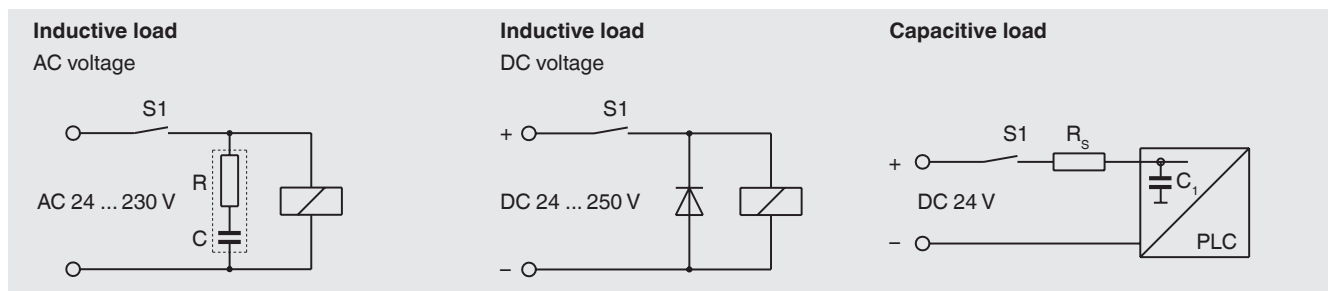 Inductive load
AC voltage
S1
R
AC 24 ... 230 V
C
Inductive load
DC voltage
S1
+
DC 24 ... 250 V
–
Capacitive load
S1
RS
+
C1
DC 24 V
–
PLC